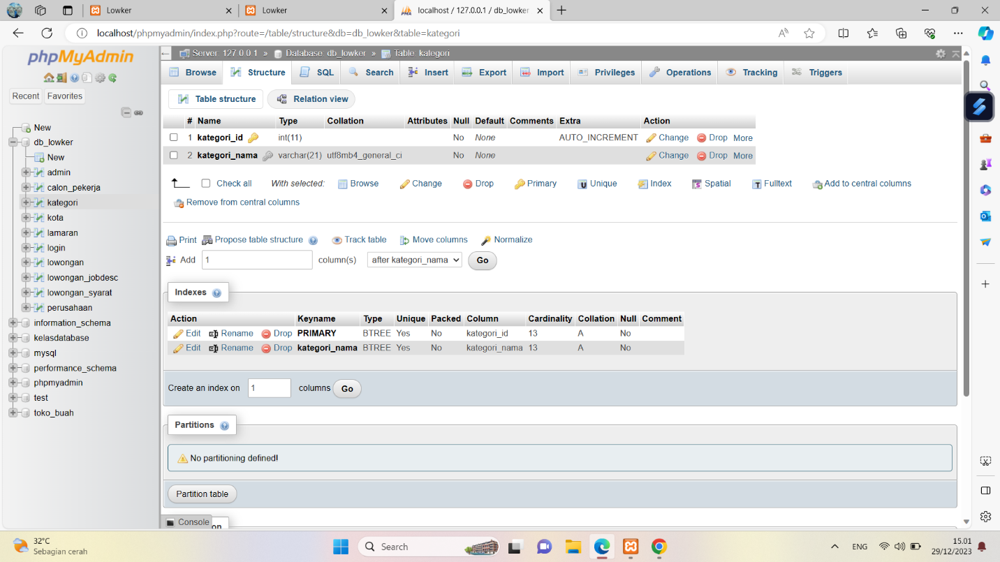 Lowker
Lowker
localhost / 127.0.0.1 / db_lowker
localhost/phpmyadmin/index.php?route=/table/structure&db=db_lowker&table=kategori
phpMyAdmin
Recent Favorites
New
db_lowker
New
admin
calon_pekerja
kategori
kota
lamaran
login
lowongan
lowongan_jobdesc
lowongan_syarat
perusahaan
information_schema
kelasdatabase
mysql
performance_schema
phpmyadmin
test
toko_buah
Server: 127.0.0.1 » Database: db_lowker » Table: kategori
Browse Structure SQL Search Insert Export Import Privileges Operations Tracking Triggers
Table structure Relation view
# Name Type Collation Attributes Null Default Comments Extra Action
1 kategori_id int(11) No None AUTO_INCREMENT Change Drop More
2 kategori_nama varchar(21) utf8mb4_general_ci No None Change Drop More
Check all With selected: Browse Change Drop Primary Unique Index Spatial Fulltext Add to central columns
Remove from central columns
Print Propose table structure Track table Move columns Normalize
Add 1 column(s) after kategori_nama Go
Indexes
Action Keyname Type Unique Packed Column Cardinality Collation Null Comment
Edit Rename Drop PRIMARY BTREE Yes No kategori_id 13 A No
Edit Rename Drop kategori_nama BTREE Yes No kategori_nama 13 A No
Create an index on 1 columns Go
Partitions
No partitioning defined!
Partition table
Console
32°C
Sebagian cerah
Search
ENG
15.01
29/12/2023